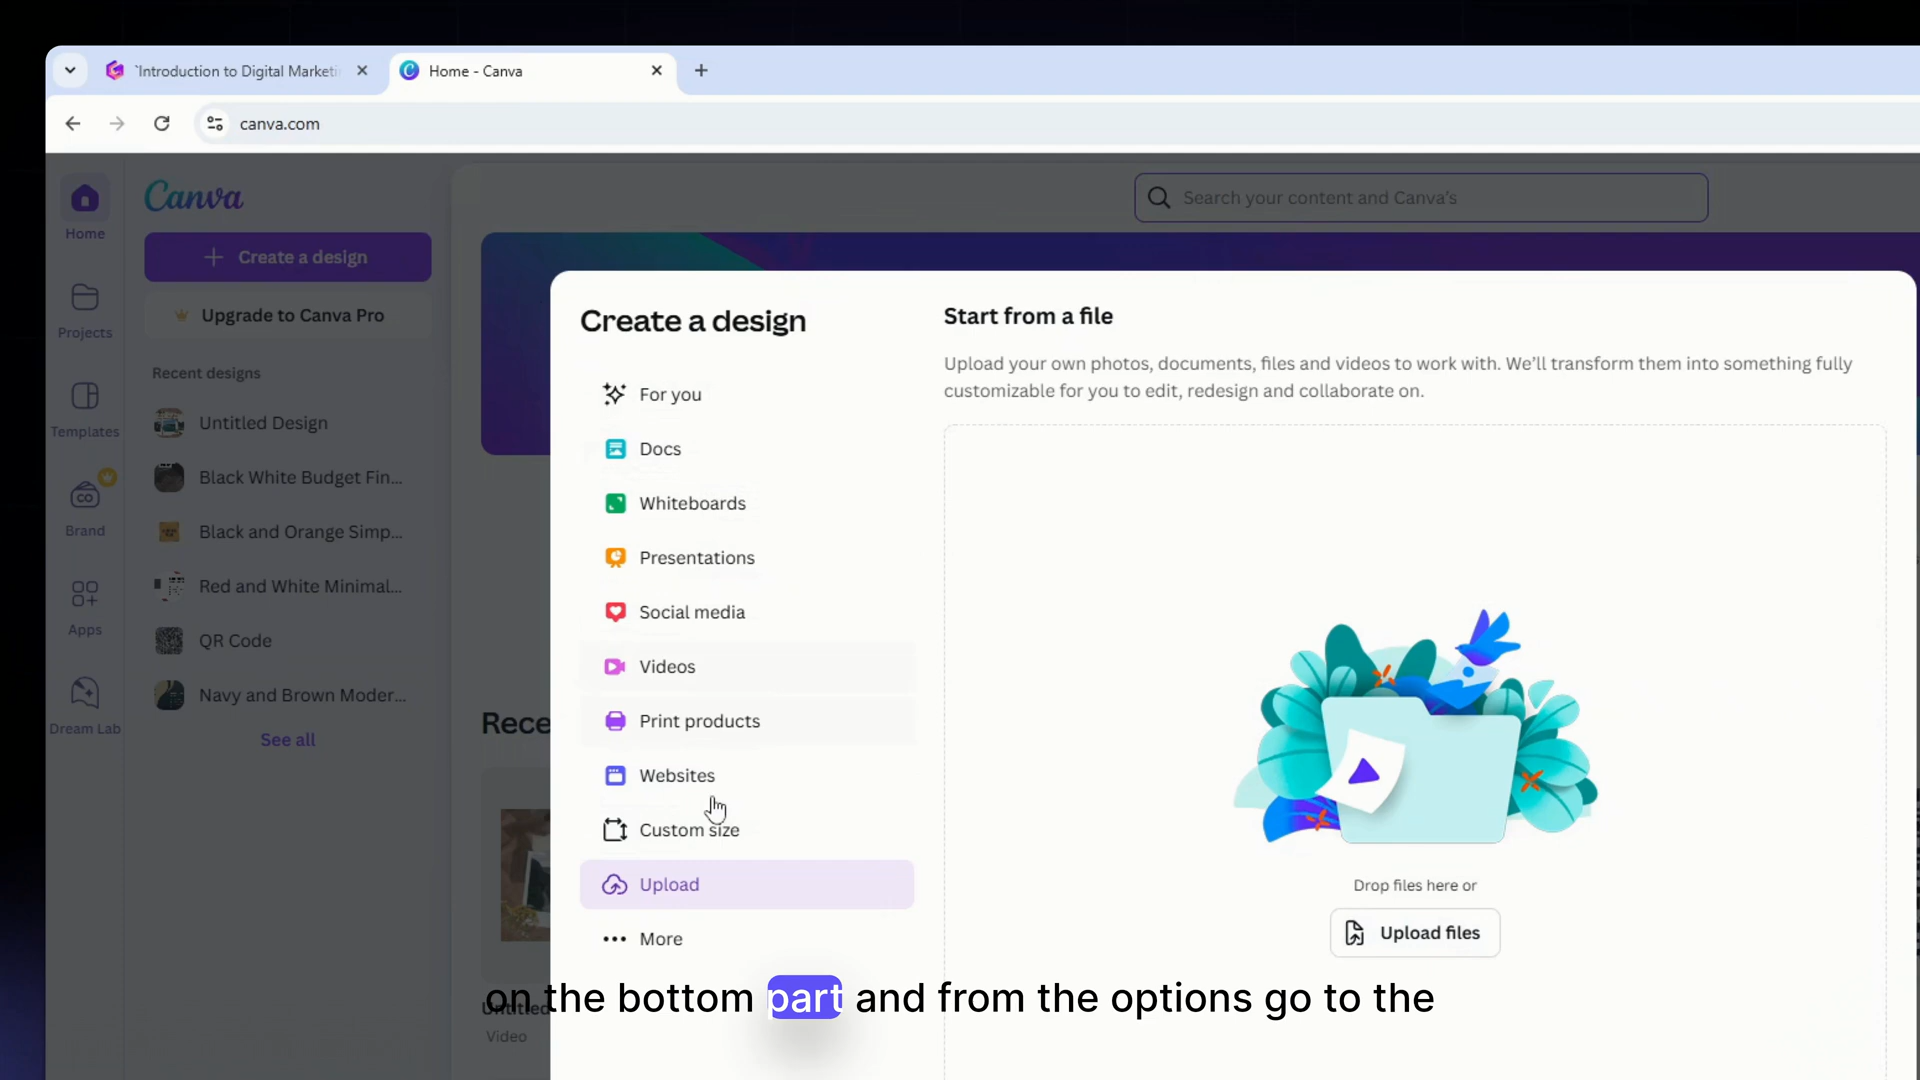 `Introduction to Digital Marketi
Home - Canva
canva.com
Canva
Search your content and Canva's
Home
Create a design
Upgrade to Canva Pro
Projects
Recent designs
Templates
Untitled Design
Black White Budget Fin...
Brand
CO
Black and Orange Simp...
Red and White Minimal...
Apps
QR Code
Navy and Brown Moder...
Dream Lab
See all
Rece
Create a design
For you
Docs
Whiteboards
Presentations
Social media
Videos
Print products
Websites
Custom size
Upload
More
Start from a file
Upload your own photos, documents, files and videos to work with. We'll transform them into something fully
customizable for you to edit, redesign and collaborate on.
Drop files here or
Upload files
on the bottom part and from the options go to the
Untitled
Video